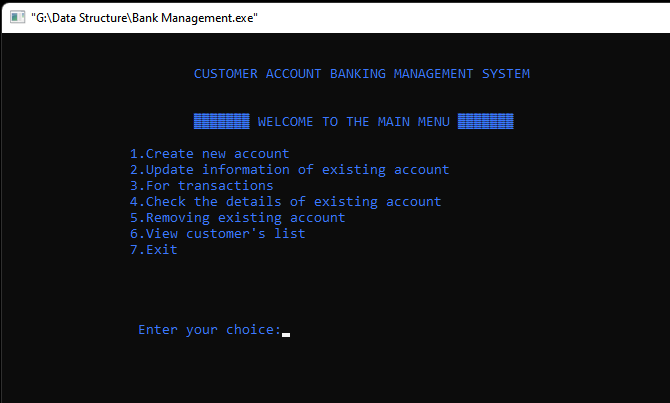 "G:\Data Structure\Bank Management.exe"
CUSTOMER ACCOUNT BANKING MANAGEMENT SYSTEM
▓▓▓▓▓▓▓ WELCOME TO THE MAIN MENU ▓▓▓▓▓▓▓
1.Create new account
2.Update information of existing account
3.For transactions
4.Check the details of existing account
5.Removing existing account
6.View customer's list
7.Exit
Enter your choice: